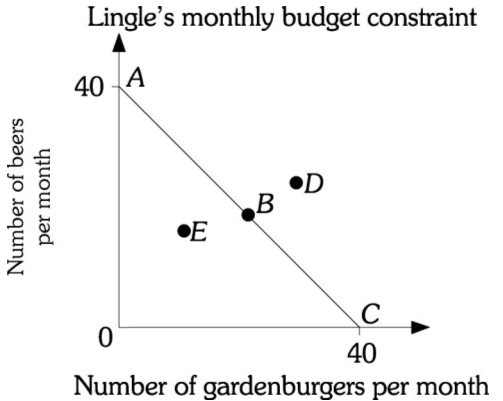 Lingle’s monthly budget constraint
Number of beers
per month
40
A
D
B
E
C
0
40
Number of gardenburgers per month